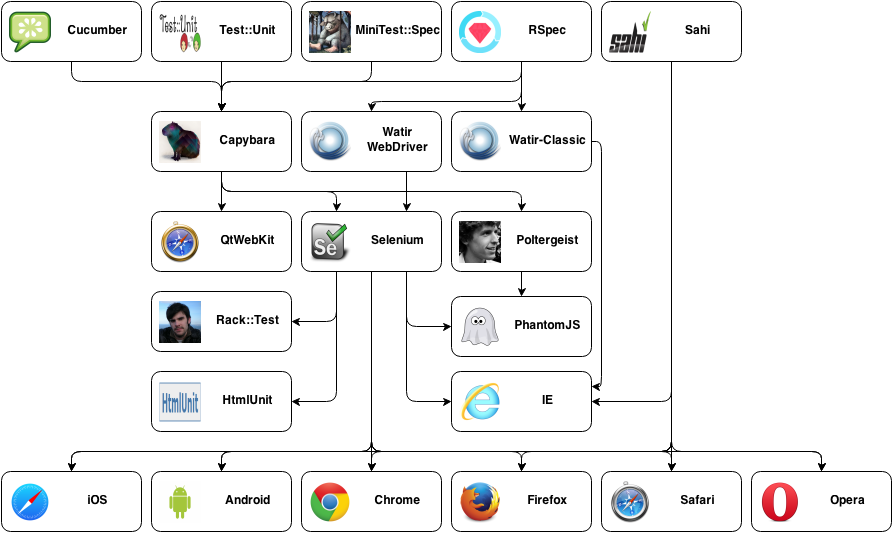 Cucumber
Test::Unit
Test::Unit
MiniTest::Spec
RSpec
sahi
Sahi
Capybara
Watir
WebDriver
Watir-Classic
QtWebKit
Se
Selenium
Poltergeist
Rack::Test
PhantomJS
HtmlUnit
HtmlUnit
IE
iOS
Android
Chrome
Firefox
Safari
Opera